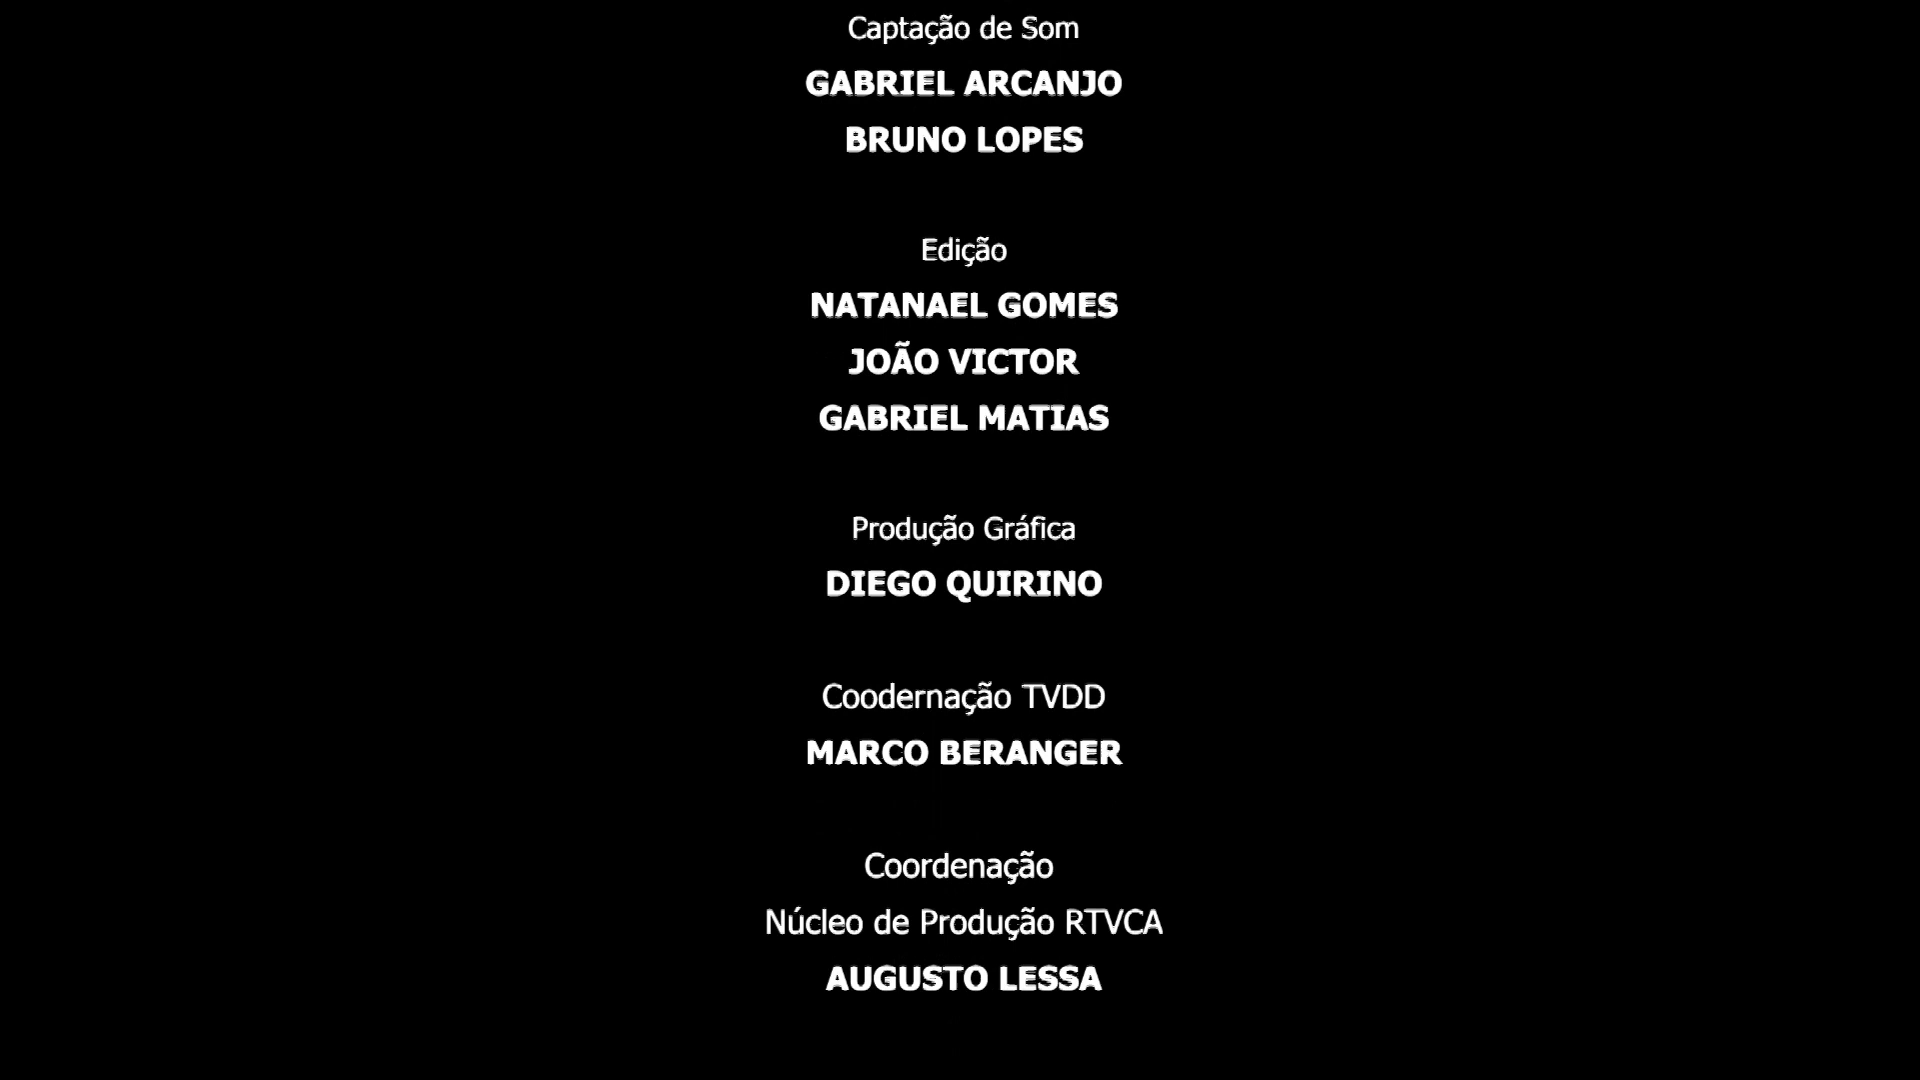 Captação de Som
GABRIEL ARCANJO
BRUNO LOPES
Edição
NATANAEL GOMES
JOÃO VICTOR
GABRIEL MATIAS
Produção Gráfica
DIEGO QUIRINO
Coodernação TVDD
MARCO BERANGER
Coordenação
Núcleo de Produção RTVCA
AUGUSTO LESSA